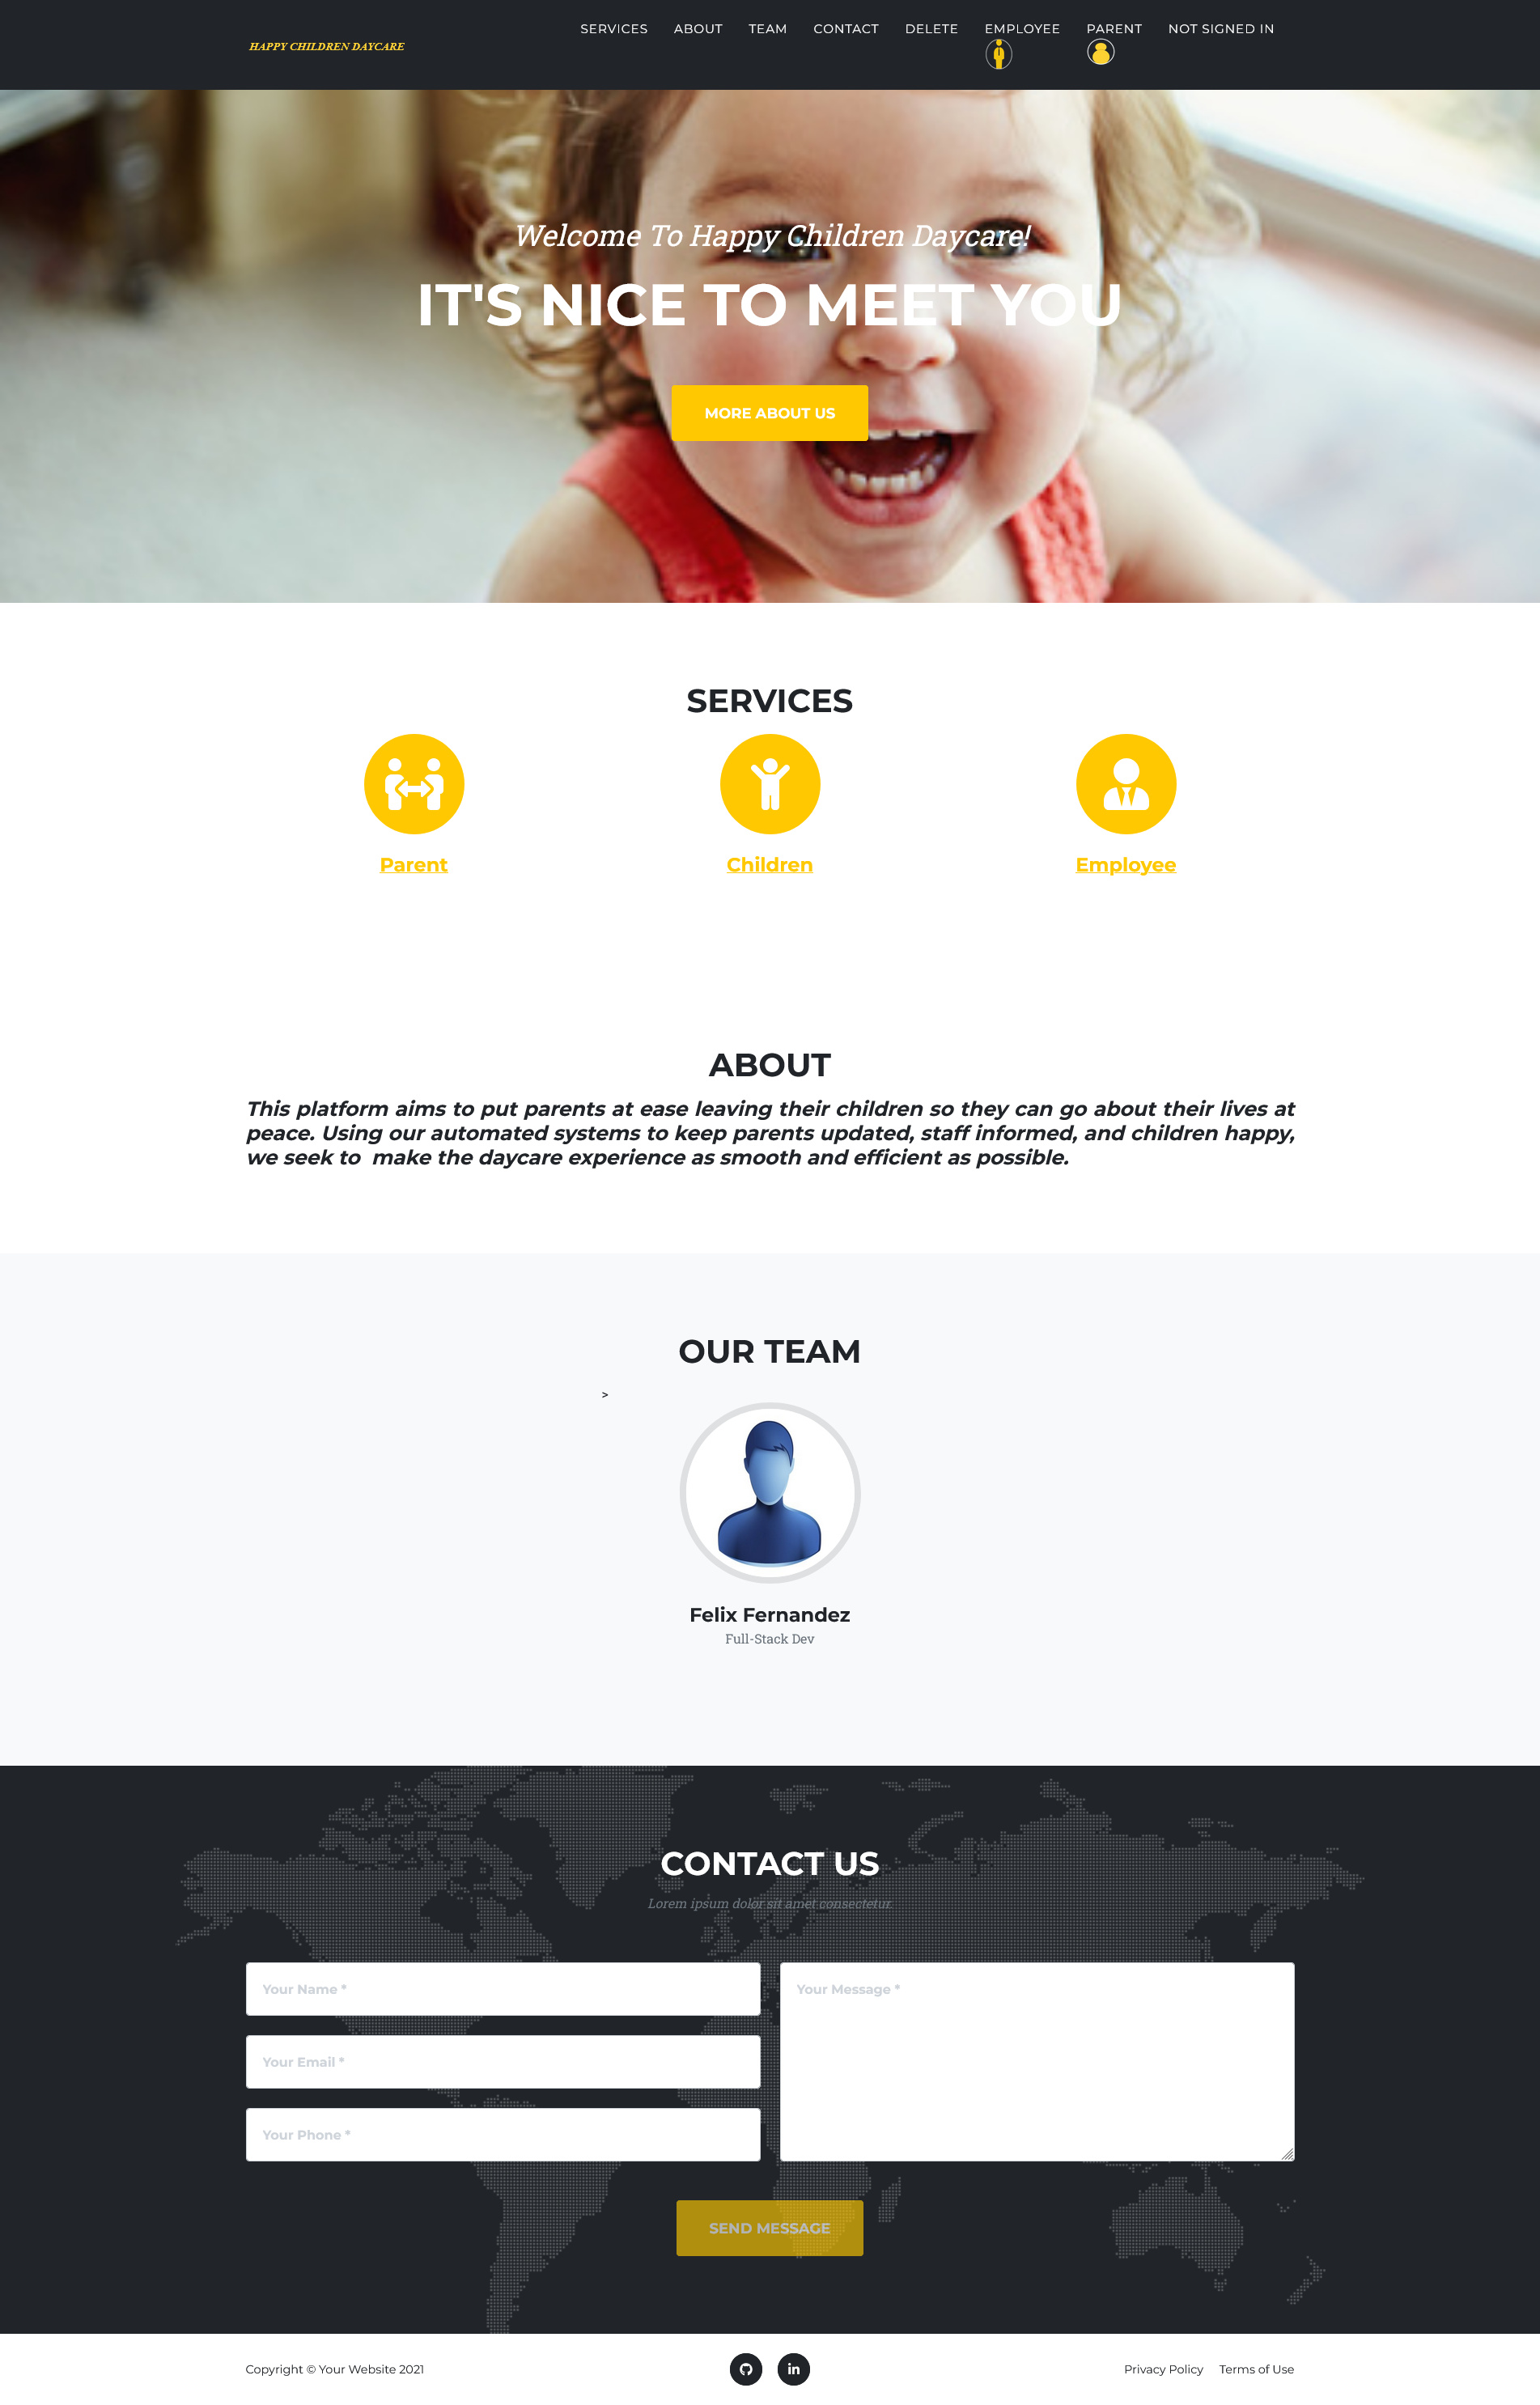 HAPPY CHILDREN DAYCARE
SERVICES ABOUT TEAM CONTACT DELETE EMPLOYEE PARENT NOT SIGNED IN
Welcome To Happy Children Daycare!
IT'S NICE TO MEET YOU
MORE ABOUT US
SERVICES
Parent Children Employee
ABOUT
This platform aims to put parents at ease leaving their children so they can go about their lives at
peace. Using our automated systems to keep parents updated, staff informed, and children happy,
we seek to make the daycare experience as smooth and efficient as possible.
OUR TEAM
>
Felix Fernandez
Full-Stack Dev
CONTACT US
Lorem ipsum dolor sit amet consectetur.
Your Name *
Your Email *
Your Phone *
Your Message *
SEND MESSAGE
Copyright © Your Website 2021
in
Privacy Policy Terms of Use